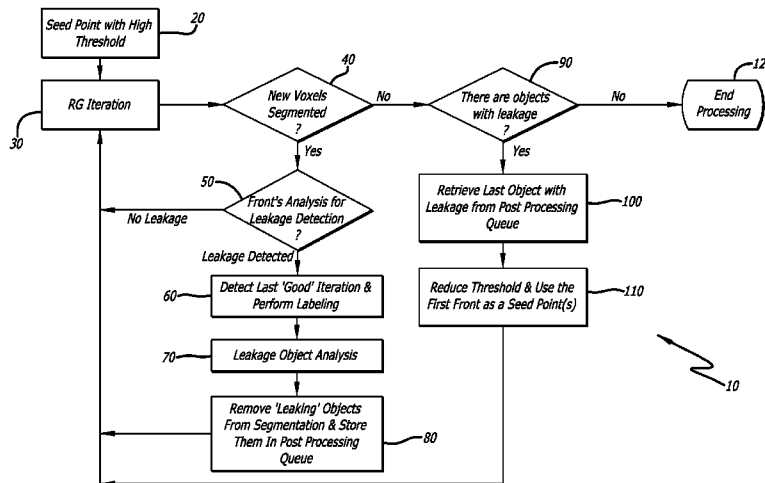 Seed Point with High
Threshold
20
RG Iteration
30
New Voxels
Segmented
?
40
No
Yes
There are objects
with leakage
?
90
No
Yes
End
Processing
12
50
Front's Analysis for
Leakage Detection
?
No Leakage
Leakage Detected
Retrieve Last Object with
Leakage from Post Processing
Queue
100
60
Detect Last 'Good' Iteration &
Perform Labeling
Reduce Threshold & Use the
First Front as a Seed Point(s)
110
70
Leakage Object Analysis
Remove 'Leaking' Objects
From Segmentation & Store
Them In Post Processing
Queue
80
10